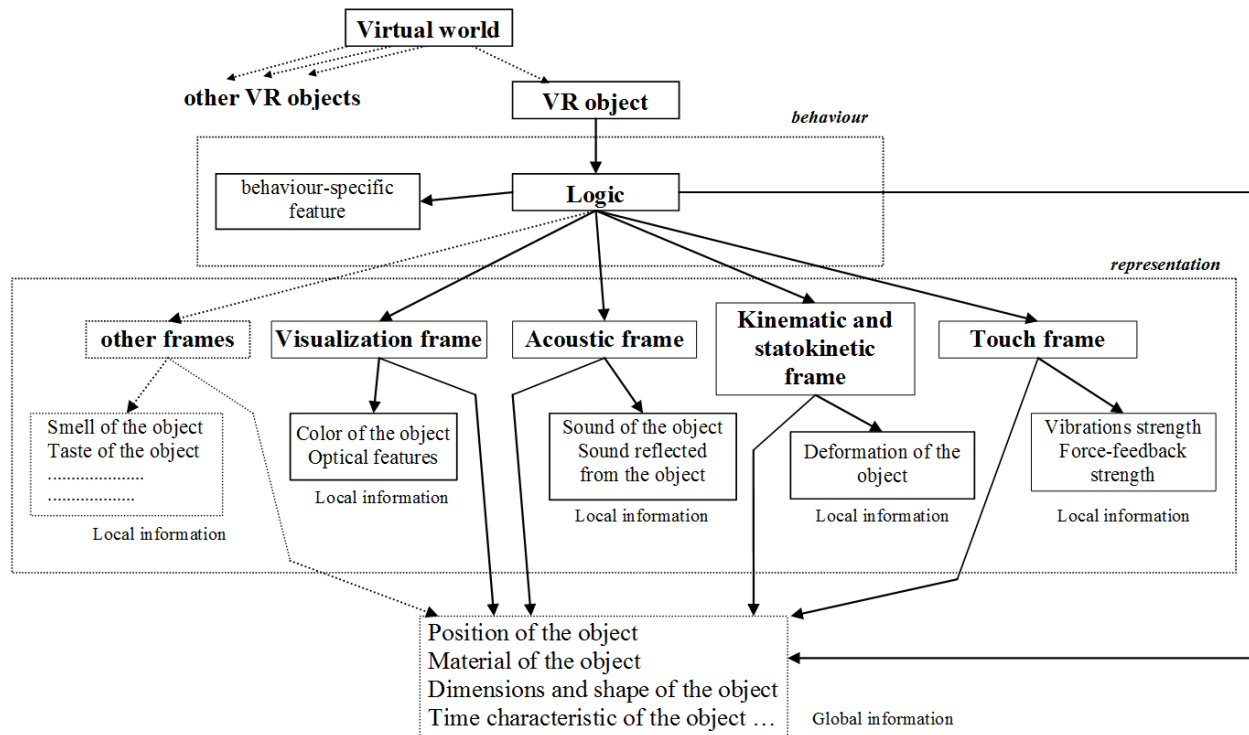 Virtual world
other VR objects
VR object
behaviour
behaviour-specific
feature
Logic
representation
other frames
Visualization frame
Acoustic frame
Kinematic and
statokinetic
frame
Touch frame
Smell of the object
Taste of the object
.....................
...................
Local information
Color of the object
Optical features
Local information
Sound of the object
Sound reflected
from the object
Local information
Deformation of the
object
Local information
Vibrations strength
Force-feedback
strength
Local information
Position of the object
Material of the object
Dimensions and shape of the object
Time characteristic of the object …
Global information